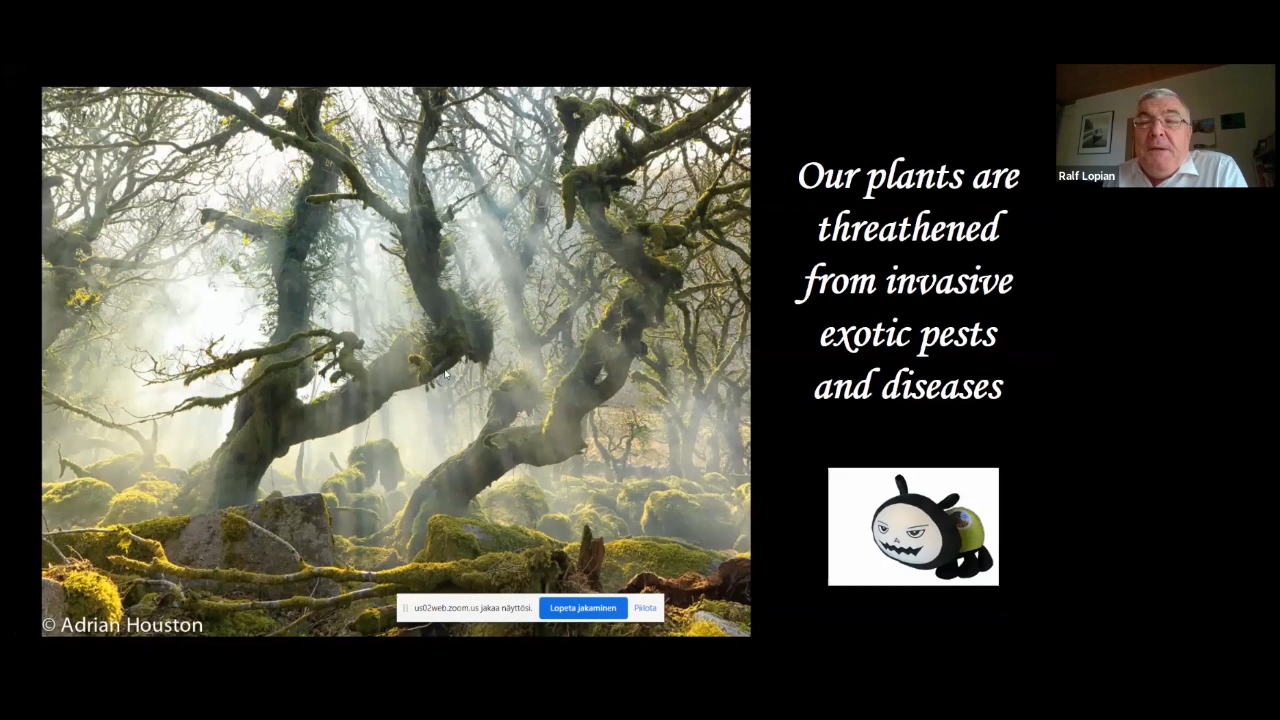 Our plants are
threathened
from invasive
exotic pests
and diseases
Ralf Lopian
us02web.zoom.us jakaa näyttösi.
Lopeta jakaminen
Piilota
© Adrian Houston